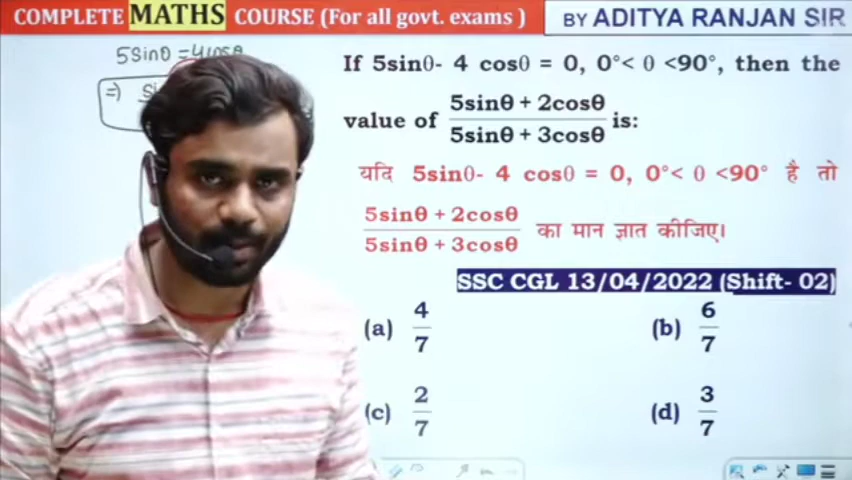 COMPLETE MATHS COURSE (For all govt. exams )
BY ADITYA RANJAN SIR
5sinθ = 4cosθ
⇒
If 5sinθ- 4 cosθ = 0, 0°< θ <90°, then the
value of (5sinθ + 2cosθ)/(5sinθ + 3cosθ) is:
यदि 5sinθ- 4 cosθ = 0, 0°< θ <90° है तो
(5sinθ + 2cosθ)/(5sinθ + 3cosθ) का मान ज्ञात कीजिए।
SSC CGL 13/04/2022 (Shift- 02)
(a) 4/7
(b) 6/7
(c) 2/7
(d) 3/7